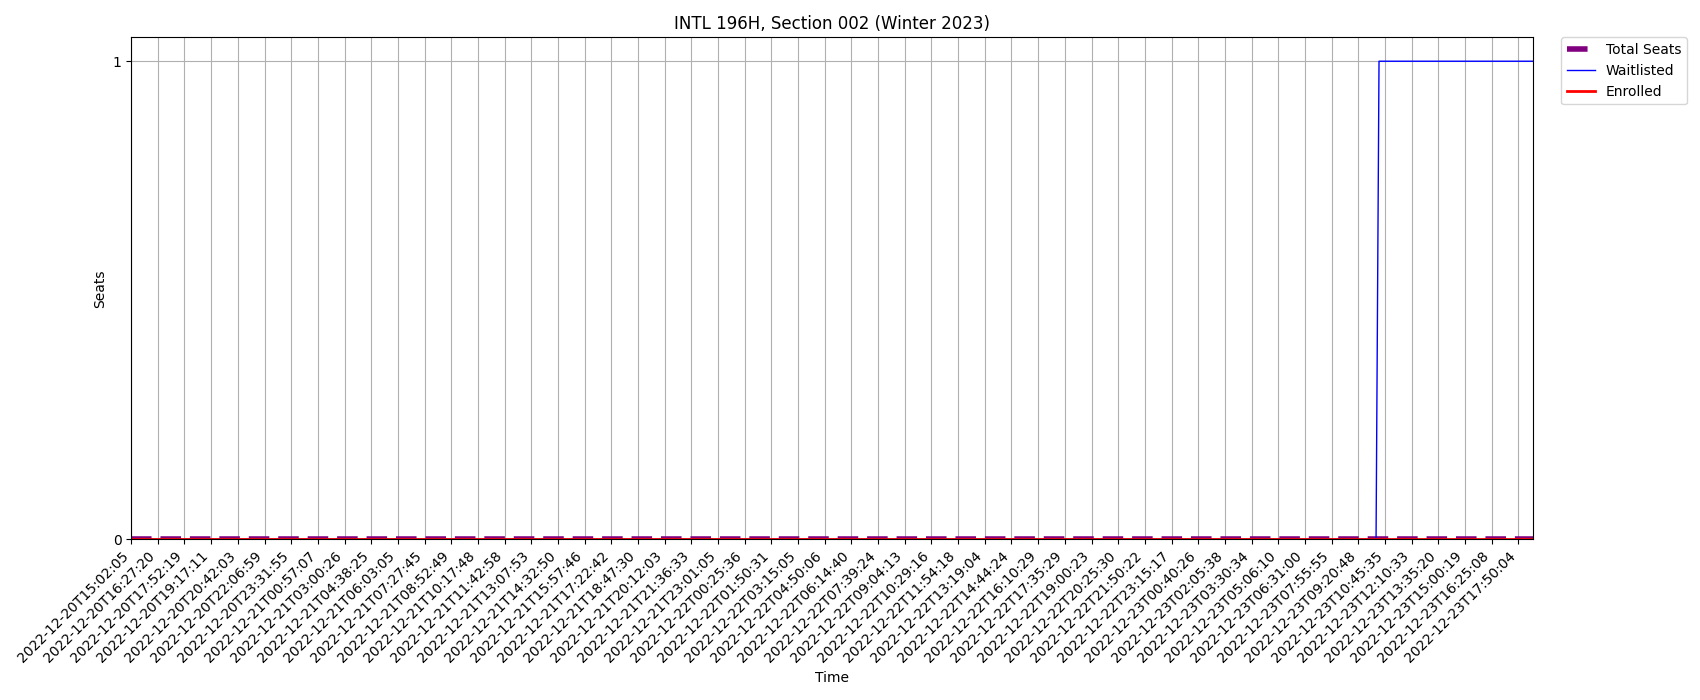 INTL 196H, Section 002 (Winter 2023)
Total Seats
Waitlisted
Enrolled
1
0
Seats
2022-12-20T15:02:05
2022-12-20T16:27:20
2022-12-20T17:52:19
2022-12-20T19:17:11
2022-12-20T20:42:03
2022-12-20T22:06:59
2022-12-20T23:31:55
2022-12-21T00:57:07
2022-12-21T03:00:26
2022-12-21T04:38:25
2022-12-21T06:03:05
2022-12-21T07:27:45
2022-12-21T08:52:49
2022-12-21T10:17:48
2022-12-21T11:42:58
2022-12-21T13:07:53
2022-12-21T14:32:50
2022-12-21T15:57:46
2022-12-21T17:22:42
2022-12-21T18:47:30
2022-12-21T20:12:03
2022-12-21T21:36:33
2022-12-21T23:01:05
2022-12-22T00:25:36
2022-12-22T01:50:31
2022-12-22T03:15:05
2022-12-22T04:50:06
2022-12-22T06:14:40
2022-12-22T07:39:24
2022-12-22T09:04:13
2022-12-22T10:29:16
2022-12-22T11:54:18
2022-12-22T13:19:04
2022-12-22T14:44:24
2022-12-22T16:10:29
2022-12-22T17:35:29
2022-12-22T19:00:23
2022-12-22T20:25:30
2022-12-22T21:50:22
2022-12-22T23:15:17
2022-12-23T00:40:26
2022-12-23T02:05:38
2022-12-23T03:30:34
2022-12-23T05:06:10
2022-12-23T06:31:00
2022-12-23T07:55:55
2022-12-23T09:20:48
2022-12-23T10:45:35
2022-12-23T12:10:33
2022-12-23T13:35:20
2022-12-23T15:00:19
2022-12-23T16:25:08
2022-12-23T17:50:04
Time